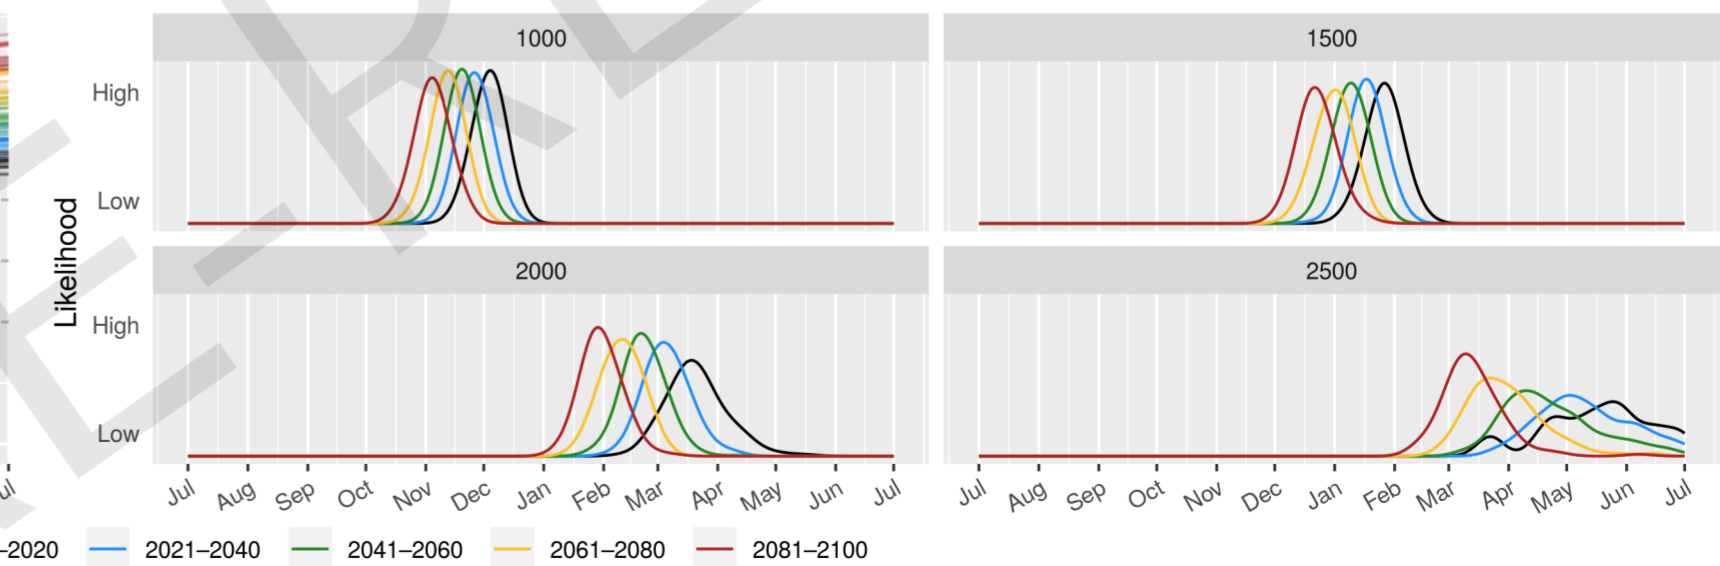 1000
1500
High
Low
2000
2500
High
Low
Likelihood
Jul Aug Sep Oct Nov Dec Jan Feb Mar Apr May Jun Jul
Jul Aug Sep Oct Nov Dec Jan Feb Mar Apr May Jun Jul
–2020 2021–2040 2041–2060 2061–2080 2081–2100